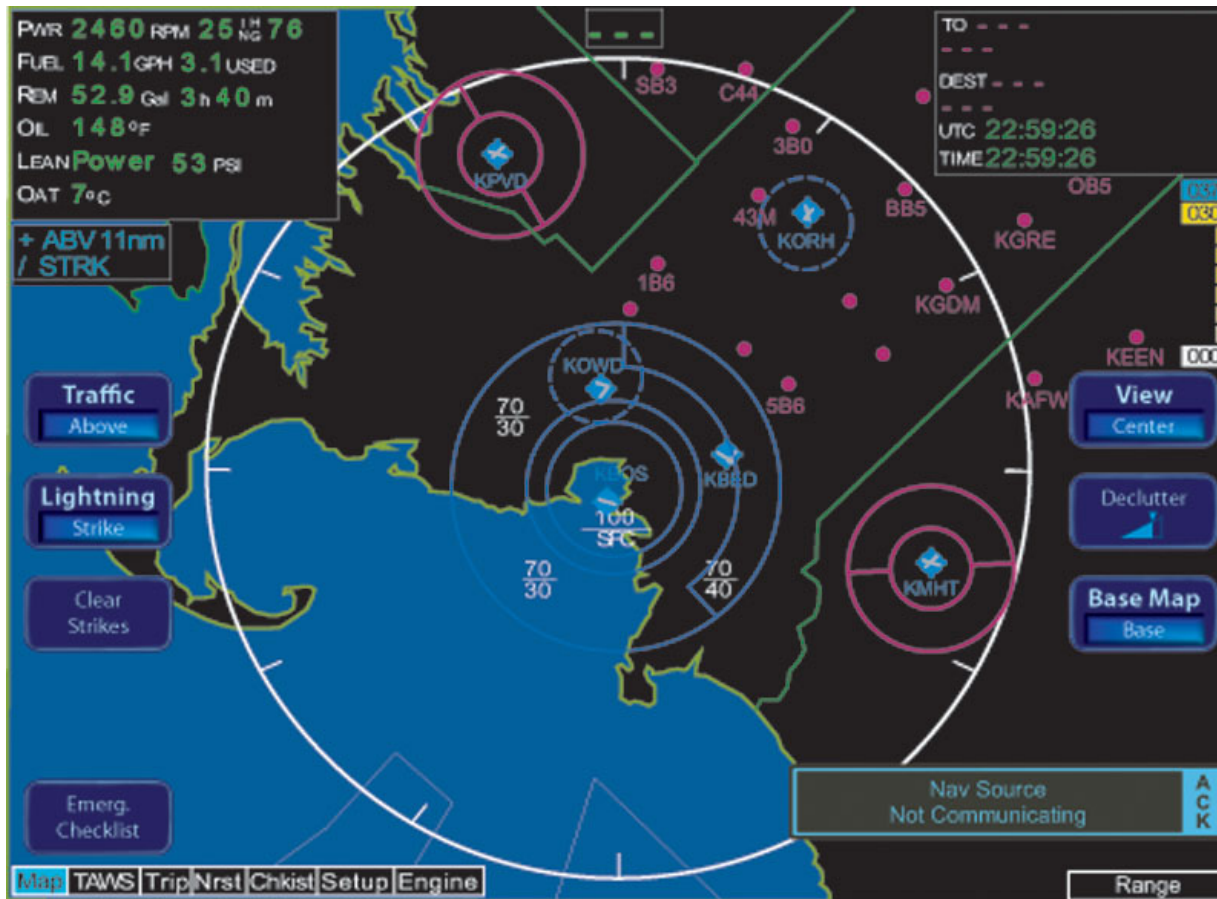 PWR 2460 RPM 25 IH NG 76
FUEL 14.1 GPH 3.1 USED
REM 52.9 Gal 3 h 40 m
OIL 148 °F
LEAN Power 53 PSI
OAT 7 °C
+ ABV 11nm
/ STRK
- - -
TO - - -
- - -
DEST - - -
- - -
UTC 22:59:26
TIME 22:59:26
SB3
C44
3B0
OB5
KPVD
43M
KORH
BB5
KGRE
030
1B6
KGDM
KEEN
000
KOWD
5B6
KAFW
70
30
KBOS
KBED
100
SFC
70
30
70
40
KMHT
Traffic
Above
Lightning
Strike
Clear
Strikes
Emerg.
Checklist
View
Center
Declutter
Base Map
Base
Nav Source
Not Communicating
ACK
Map TAWS Trip Nrst Chkist Setup Engine
Range